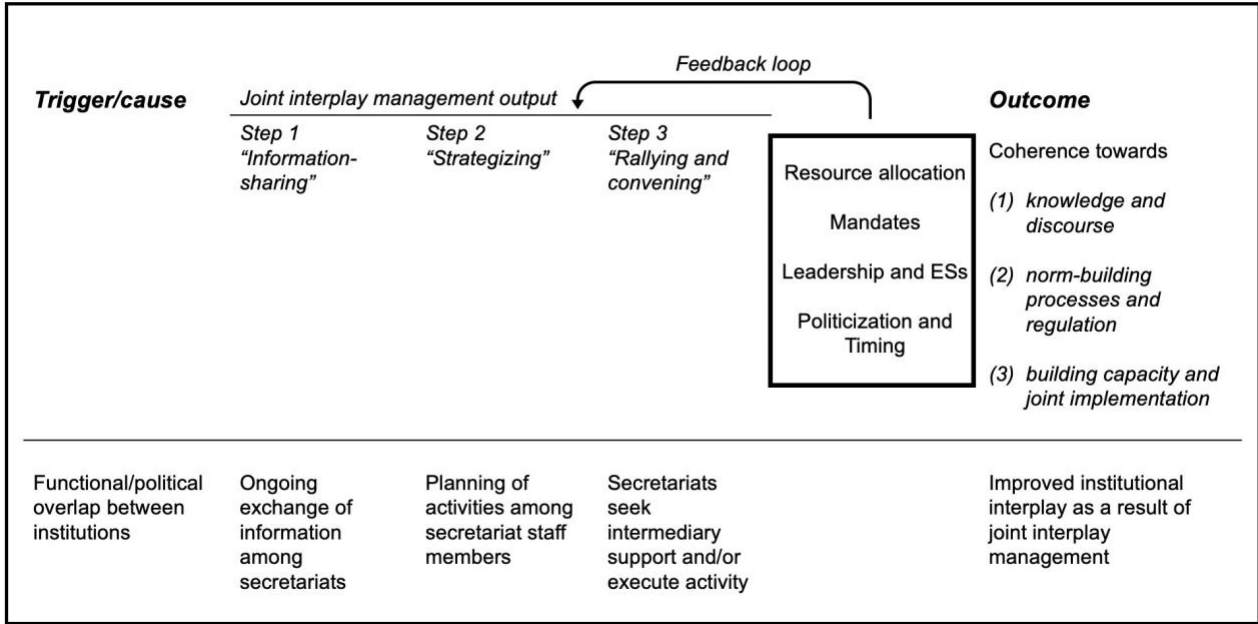 Feedback loop
Trigger/cause
Joint interplay management output
Outcome
Step 1
“Information-
sharing”
Step 2
“Strategizing”
Step 3
“Rallying and
convening”
Resource allocation
Mandates
Leadership and ESs
Politicization and
Timing
Coherence towards
(1) knowledge and
discourse
(2) norm-building
processes and
regulation
(3) building capacity and
joint implementation
Functional/political
overlap between
institutions
Ongoing
exchange of
information
among
secretariats
Planning of
activities among
secretariat staff
members
Secretariats
seek
intermediary
support and/or
execute activity
Improved institutional
interplay as a result of
joint interplay
management